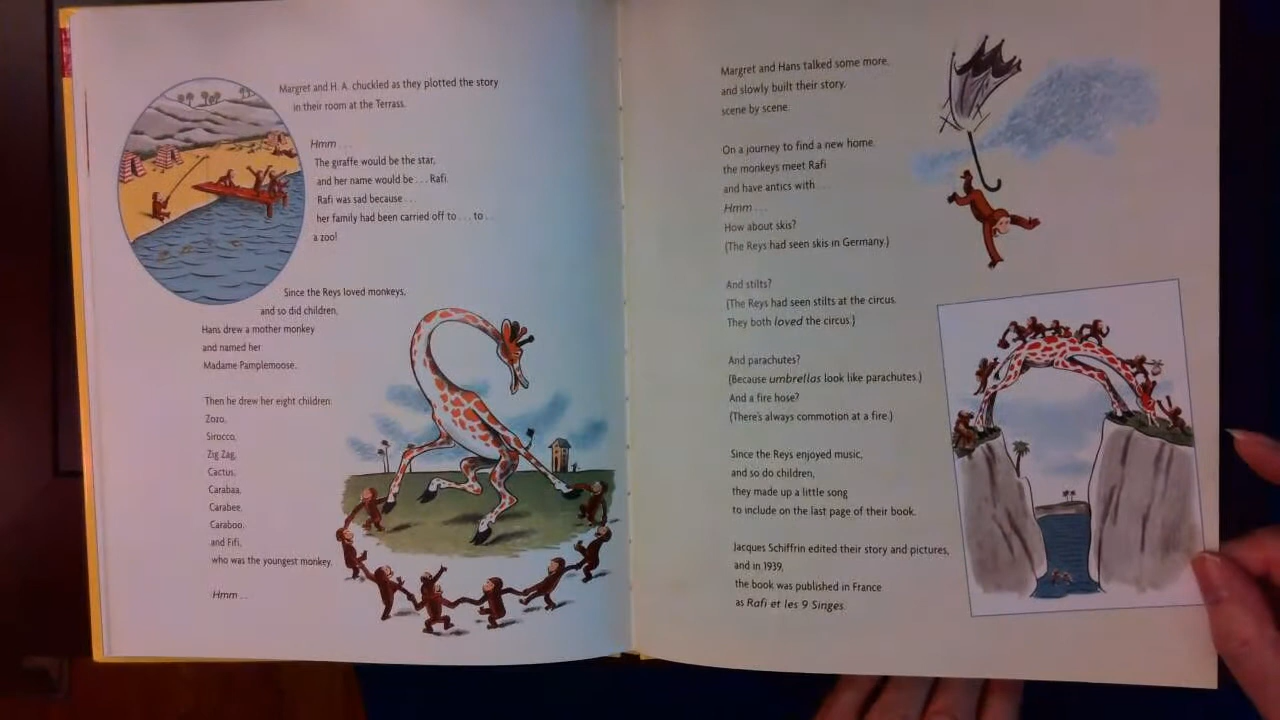 Margret and H. A. chuckled as they plotted the story
in their room at the Terrass.
Hmm . . .
The giraffe would be the star,
and her name would be . . . Rafi.
Rafi was sad because . . .
her family had been carried off to . . . to . .
a zoo!
Since the Reys loved monkeys,
and so did children,
Hans drew a mother monkey
and named her
Madame Pamplemoose.
Then he drew her eight children:
Zozo,
Sirocco,
Zig Zag,
Cactus,
Carabaa,
Carabee,
Caraboo,
and Fifi,
who was the youngest monkey.
Hmm . .
Margret and Hans talked some more,
and slowly built their story,
scene by scene.
On a journey to find a new home,
the monkeys meet Rafi
and have antics with . . .
Hmm . . .
How about skis?
(The Reys had seen skis in Germany.)
And stilts?
(The Reys had seen stilts at the circus.
They both loved the circus.)
And parachutes?
(Because umbrellas look like parachutes.)
And a fire hose?
(There's always commotion at a fire.)
Since the Reys enjoyed music,
and so do children,
they made up a little song
to include on the last page of their book.
Jacques Schiffrin edited their story and pictures,
and in 1939,
the book was published in France
as Rafi et les 9 Singes.